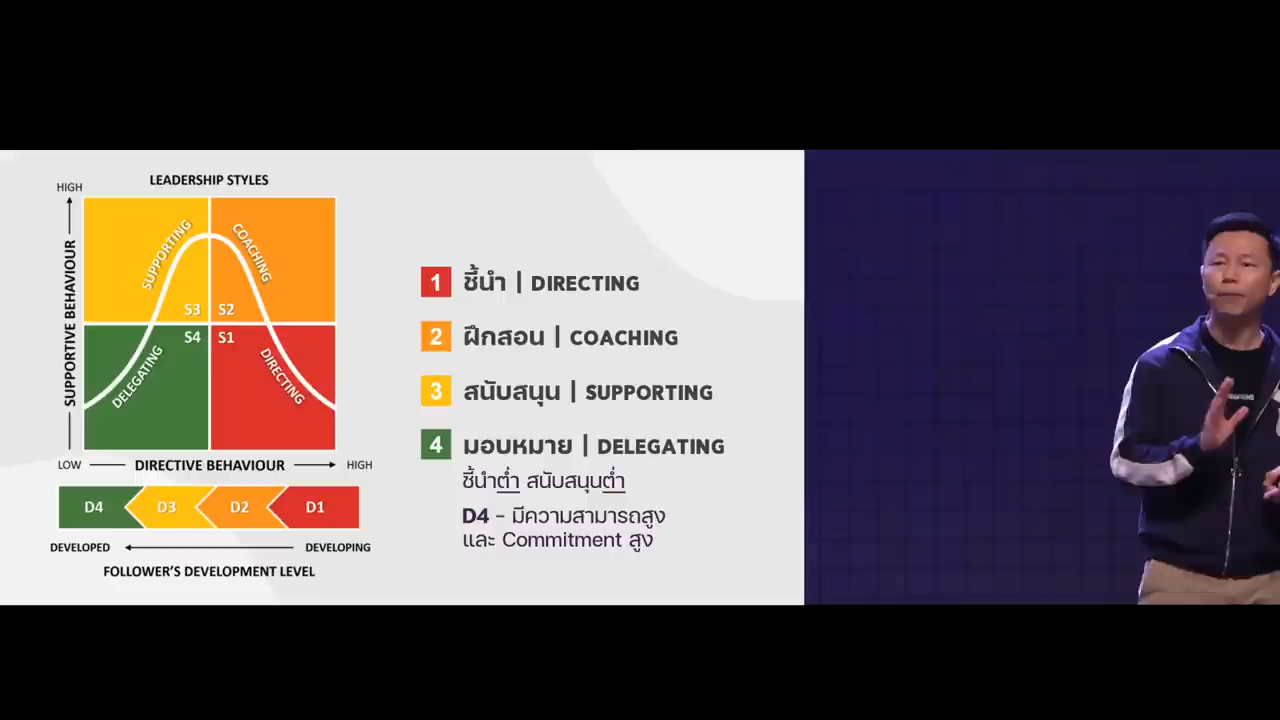 LEADERSHIP STYLES
HIGH
SUPPORTIVE BEHAVIOUR
LOW
SUPPORTING
COACHING
S3
S2
S4
S1
DELEGATING
DIRECTING
DIRECTIVE BEHAVIOUR
HIGH
D4
D3
D2
D1
DEVELOPED
DEVELOPING
FOLLOWER'S DEVELOPMENT LEVEL
1 ชี้นำ | DIRECTING
2 ฝึกสอน | COACHING
3 สนับสนุน | SUPPORTING
4 มอบหมาย | DELEGATING
ชี้นำต่ำ สนับสนุนต่ำ
D4 - มีความสามารถสูง
และ Commitment สูง